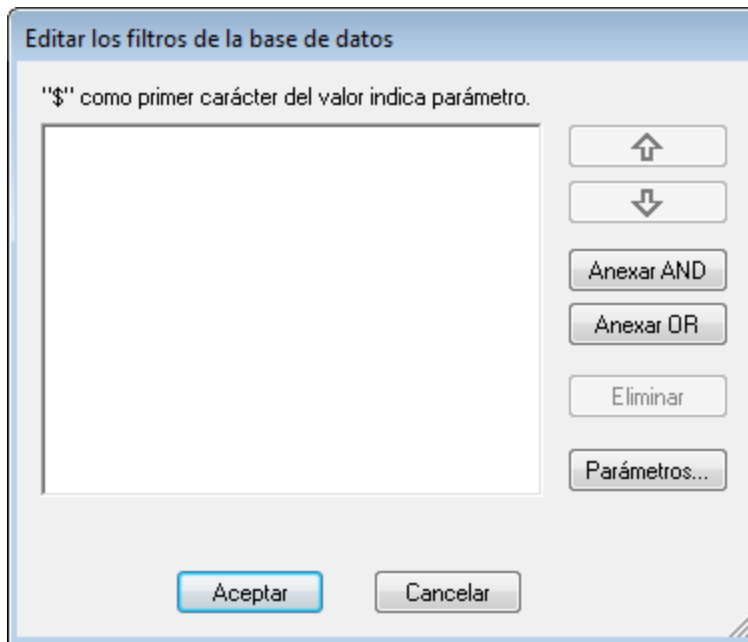 Editar los filtros de la base de datos
"$" como primer carácter del valor indica parámetro.
Anexar AND
Anexar OR
Eliminar
Parámetros...
Aceptar
Cancelar